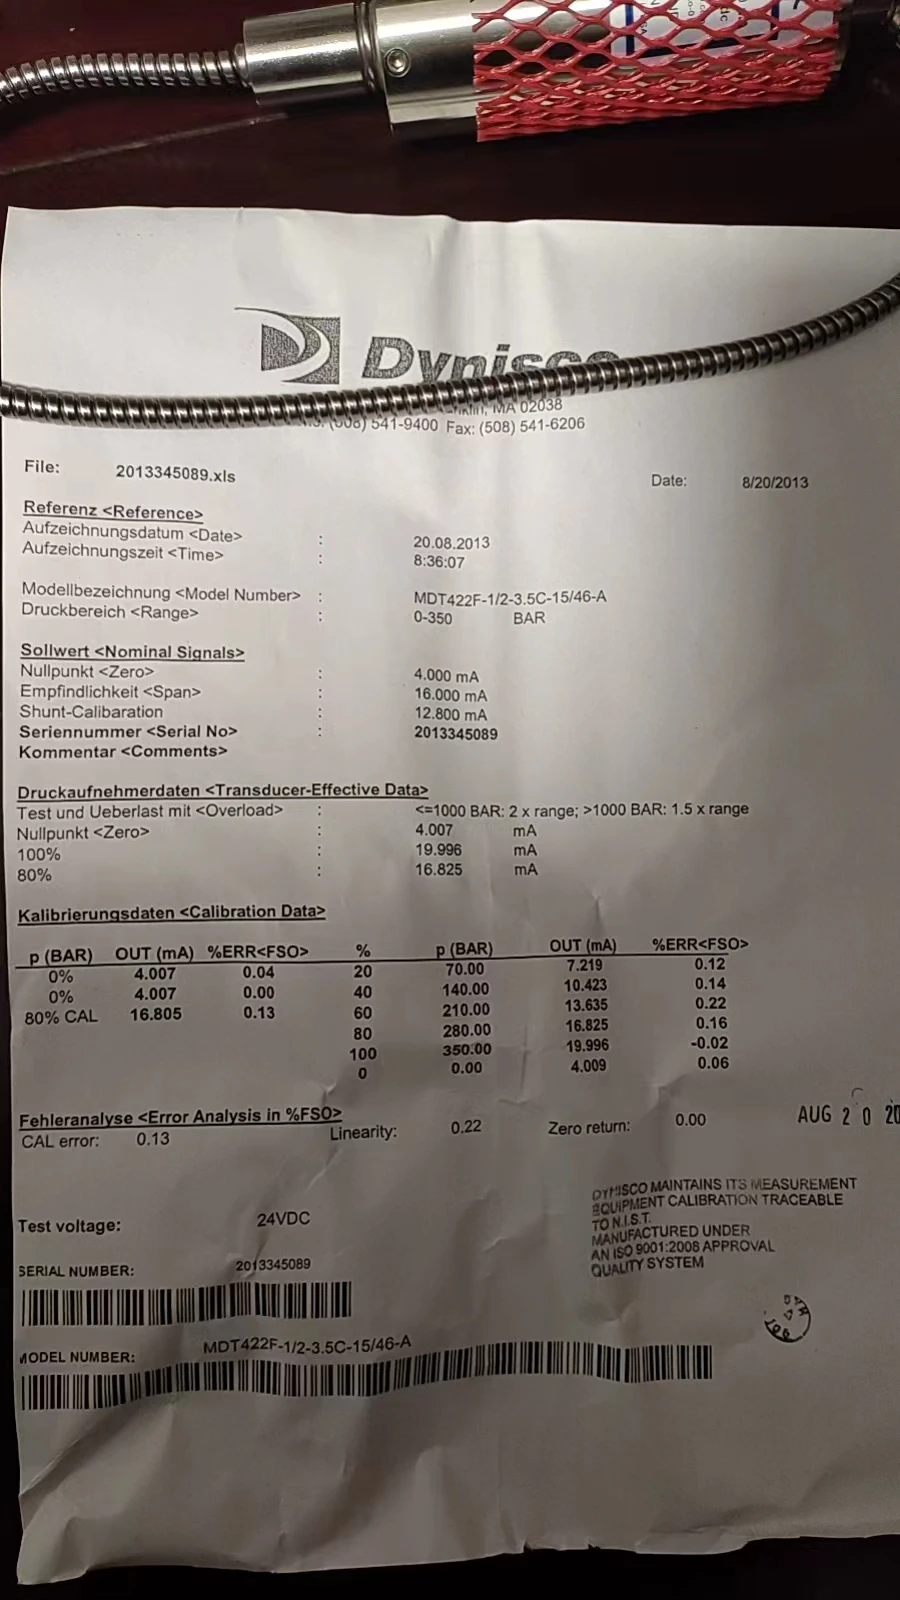 Dynisco
MA 02038
541-9400 Fax: (508) 541-6206
File: 2013345089.xls Date: 8/20/2013
Referenz <Reference>
Aufzeichnungsdatum <Date> : 20.08.2013
Aufzeichnungszeit <Time> : 8:36:07
Modellbezeichnung <Model Number> : MDT422F-1/2-3.5C-15/46-A
Druckbereich <Range> : 0-350 BAR
Sollwert <Nominal Signals>
Nullpunkt <Zero> : 4.000 mA
Empfindlichkeit <Span> : 16.000 mA
Shunt-Calibaration : 12.800 mA
Seriennummer <Serial No> : 2013345089
Kommentar <Comments>
Druckaufnehmerdaten <Transducer-Effective Data>
Test und Ueberlast mit <Overload> : <=1000 BAR: 2 x range; >1000 BAR: 1.5 x range
Nullpunkt <Zero> : 4.007 mA
100% : 19.996 mA
80% : 16.825 mA
Kalibrierungsdaten <Calibration Data>
p (BAR) OUT (mA) %ERR<FSO> % p (BAR) OUT (mA) %ERR<FSO>
0% 4.007 0.04 20 70.00 7.219 0.12
0% 4.007 0.00 40 140.00 10.423 0.14
80% CAL 16.805 0.13 60 210.00 13.635 0.22
80 280.00 16.825 0.16
100 350.00 19.996 -0.02
0 0.00 4.009 0.06
Fehleranalyse <Error Analysis in %FSO>
CAL error: 0.13 Linearity: 0.22 Zero return: 0.00
AUG 20 20
Test voltage: 24VDC
DYNISCO MAINTAINS ITS MEASUREMENT
EQUIPMENT CALIBRATION TRACEABLE
TO N.I.S.T.
MANUFACTURED UNDER
AN ISO 9001:2008 APPROVAL
QUALITY SYSTEM
SERIAL NUMBER: 2013345089
MODEL NUMBER: MDT422F-1/2-3.5C-15/46-A